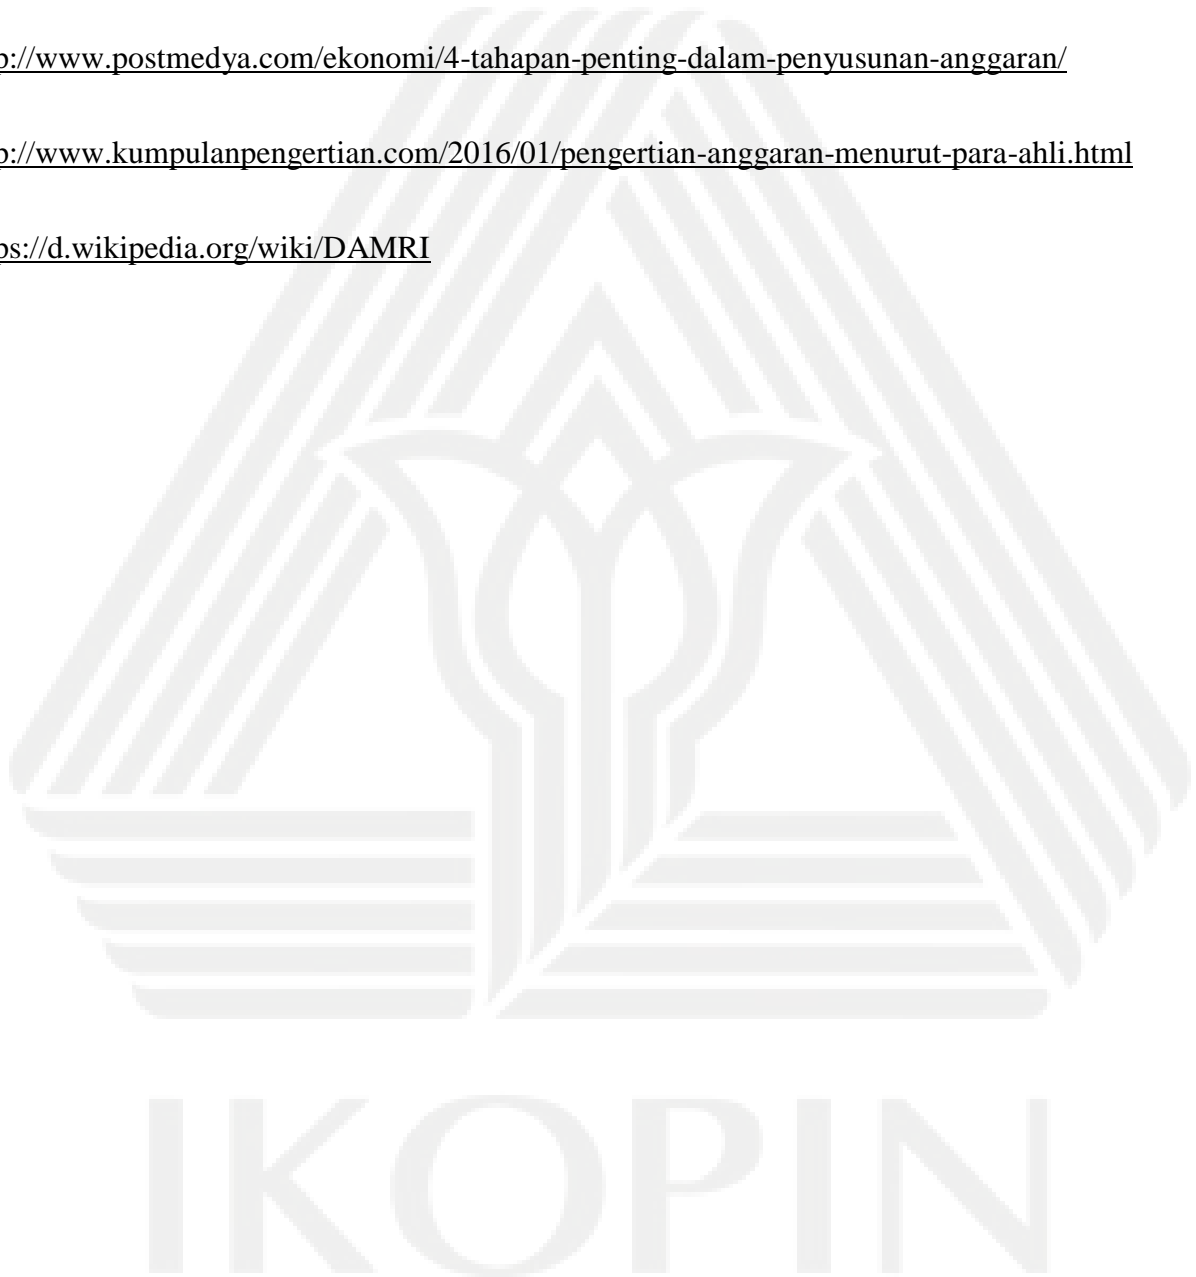 p://www.postmedya.com/ekonomi/4-tahapan-penting-dalam-penyusunan-anggaran/
p://www.kumpulanpengertian.com/2016/01/pengertian-anggaran-menurut-para-ahli.html
ps://d.wikipedia.org/wiki/DAMRI
IKOPIN